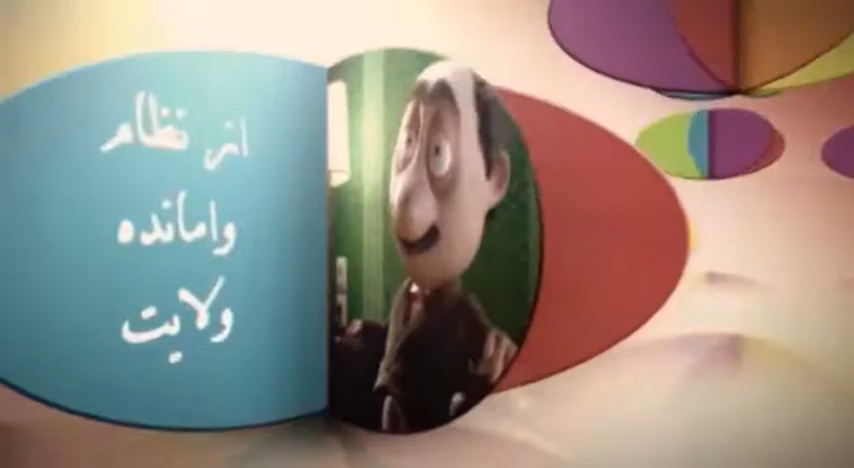 از نظام
وامانده
ولایت